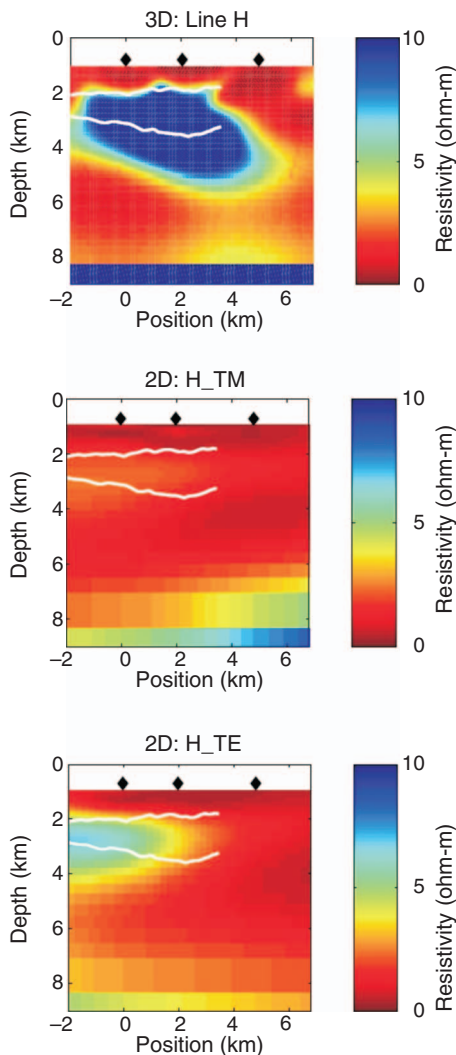 3D: Line H
0
2
4
6
8
Depth (km)
–2 0 2 4 6
Position (km)
10
5
0
Resistivity (ohm-m)
2D: H_TM
0
2
4
6
8
Depth (km)
–2 0 2 4 6
Position (km)
10
5
0
Resistivity (ohm-m)
2D: H_TE
0
2
4
6
8
Depth (km)
–2 0 2 4 6
Position (km)
10
5
0
Resistivity (ohm-m)